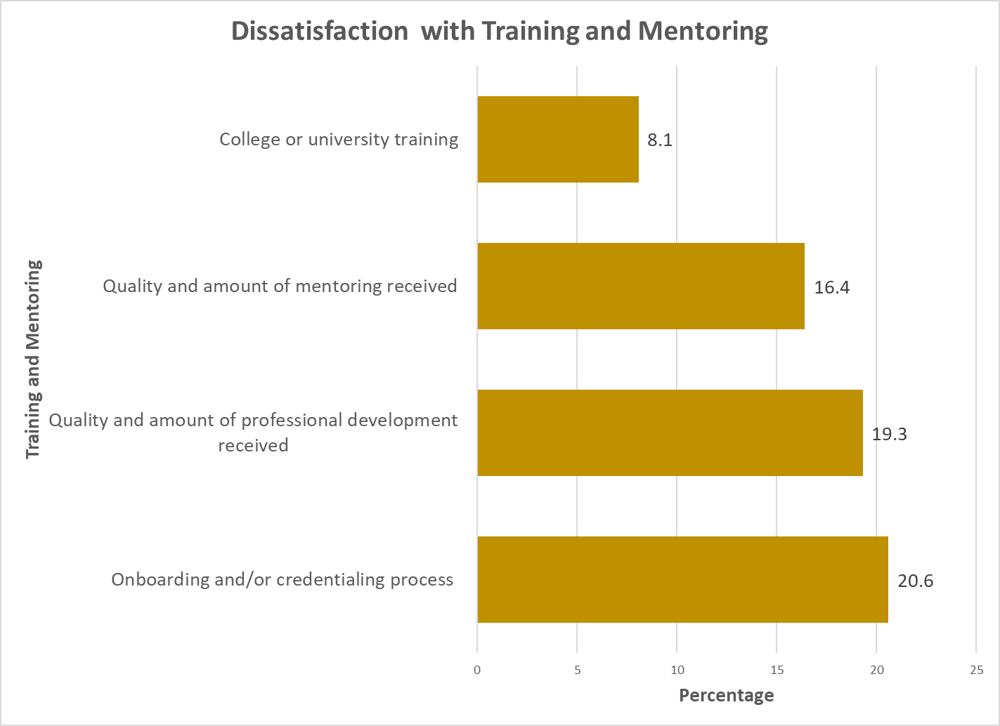 Dissatisfaction  with Training and Mentoring
Training and Mentoring
College or university training
8.1
Quality and amount of mentoring received
16.4
Quality and amount of professional development
received
19.3
Onboarding and/or credentialing process
20.6
0 5 10 15 20 25
Percentage